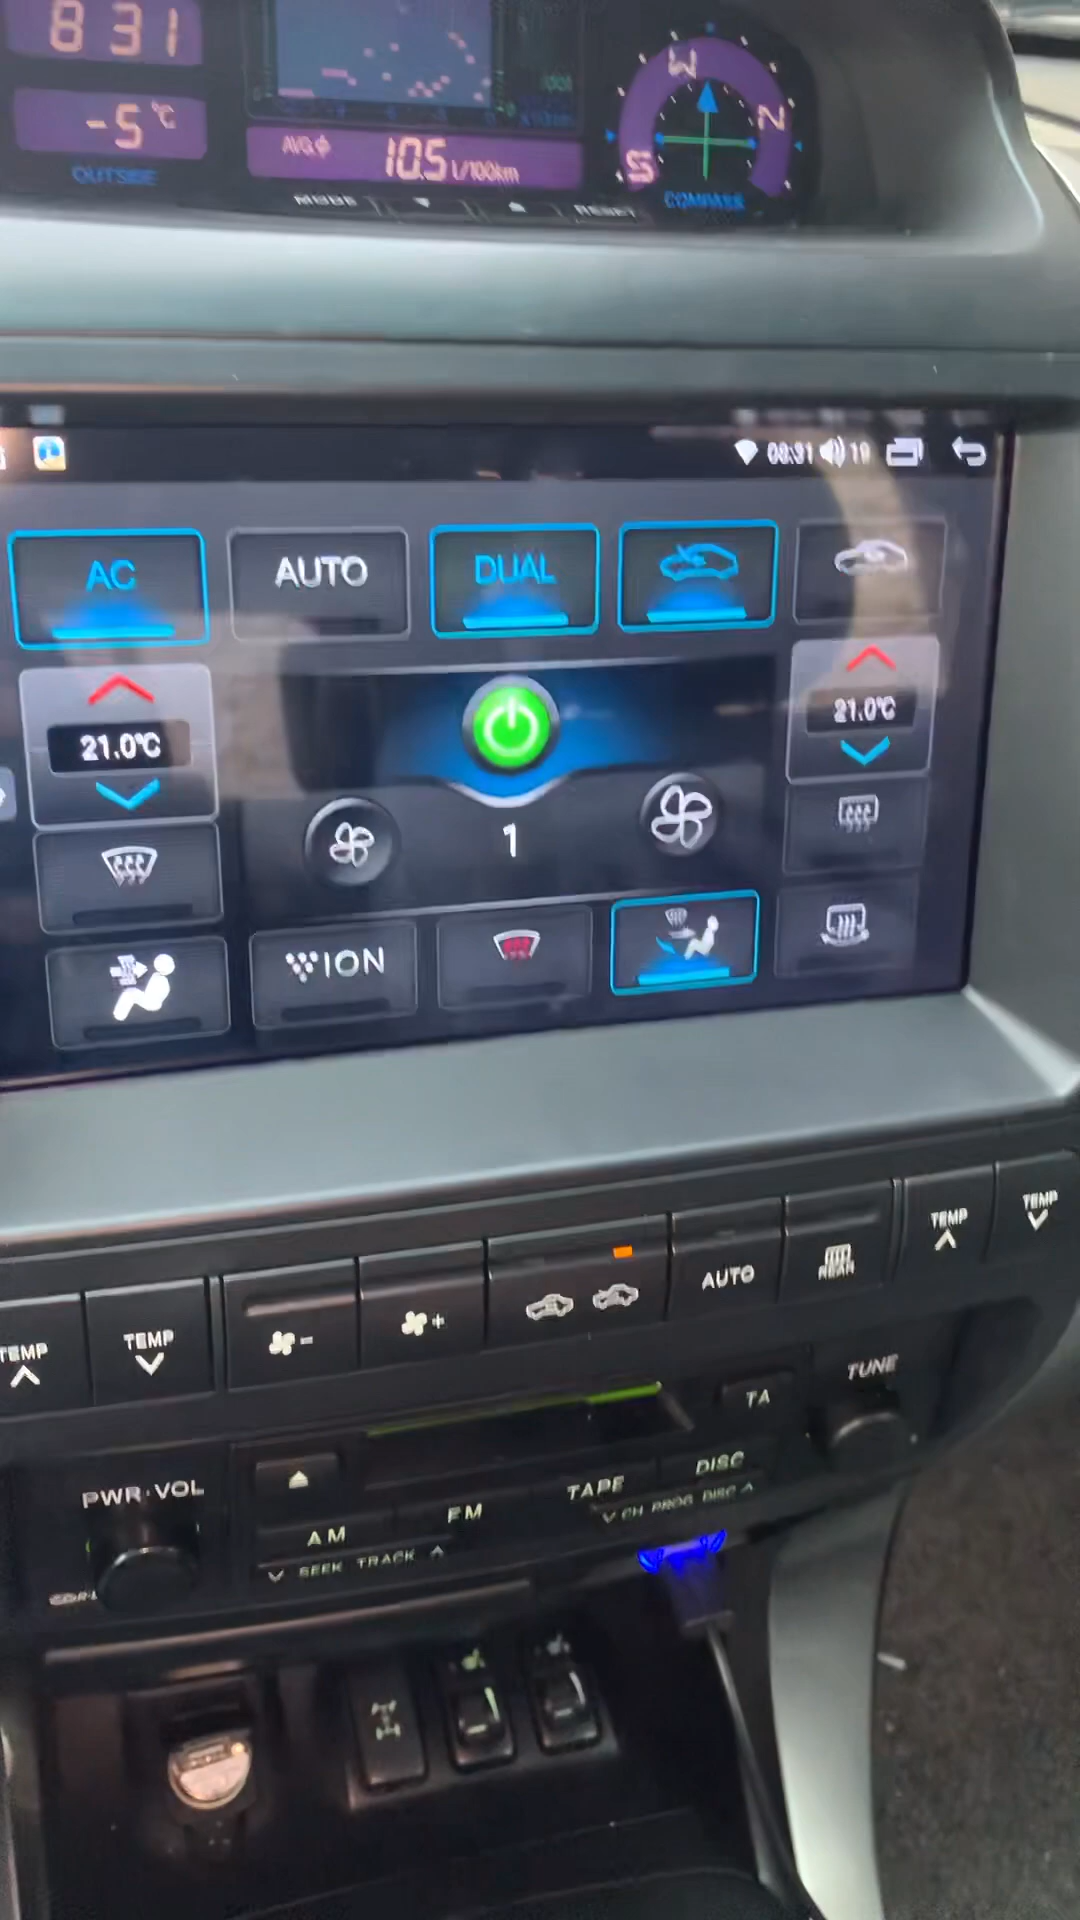 8 31
-5 °C
OUTSIDE
AVG.
10.5 l/100km
MODE
RESET
W
N
S
COMPASS
08:31
19
AC
AUTO
DUAL
21.0°C
21.0°C
1
ION
TEMP
TEMP
-
+
AUTO
REAR
TEMP
TEMP
TUNE
TA
PWR·VOL
DISC
TAPE
CH PROG DISC
FM
AM
SEEK TRACK